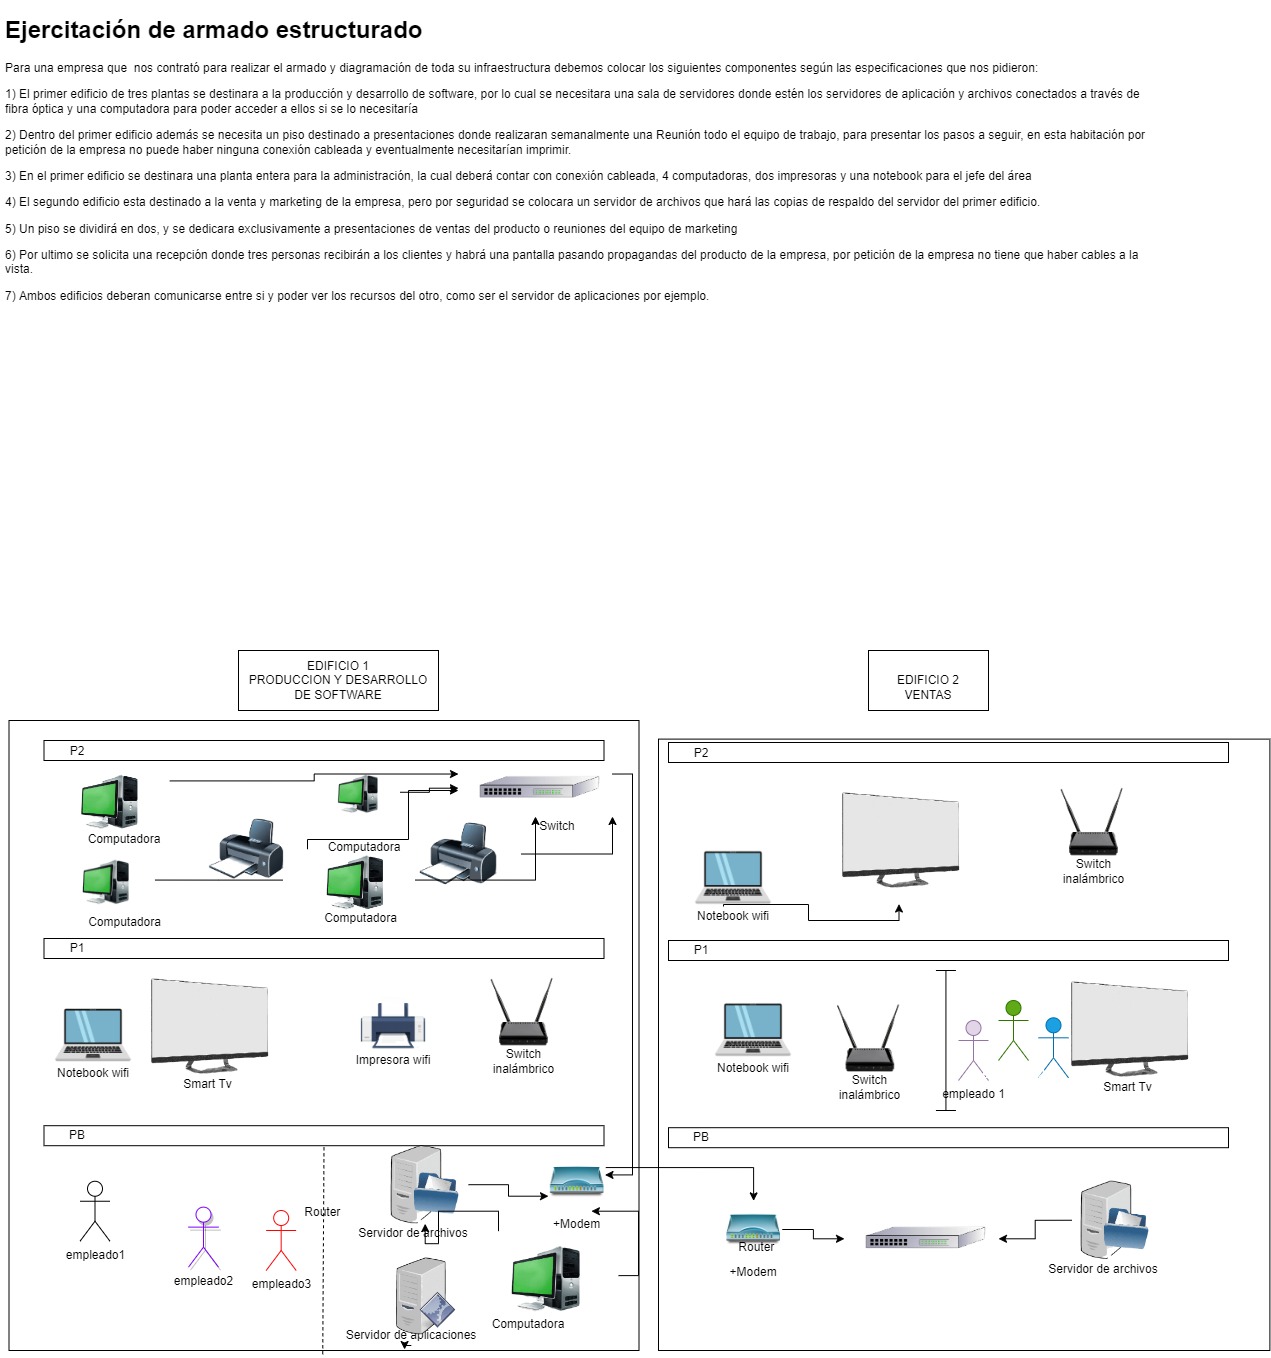 Ejercitación de armado estructurado
Para una empresa que  nos contrató para realizar el armado y diagramación de toda su infraestructura debemos colocar los siguientes componentes según las especificaciones que nos pidieron:
1) El primer edificio de tres plantas se destinara a la producción y desarrollo de software, por lo cual se necesitara una sala de servidores donde estén los servidores de aplicación y archivos conectados a través de
fibra óptica y una computadora para poder acceder a ellos si se lo necesitaría
2) Dentro del primer edificio además se necesita un piso destinado a presentaciones donde realizaran semanalmente una Reunión todo el equipo de trabajo, para presentar los pasos a seguir, en esta habitación por
petición de la empresa no puede haber ninguna conexión cableada y eventualmente necesitarían imprimir.
3) En el primer edificio se destinara una planta entera para la administración, la cual deberá contar con conexión cableada, 4 computadoras, dos impresoras y una notebook para el jefe del área
4) El segundo edificio esta destinado a la venta y marketing de la empresa, pero por seguridad se colocara un servidor de archivos que hará las copias de respaldo del servidor del primer edificio.
5) Un piso se dividirá en dos, y se dedicara exclusivamente a presentaciones de ventas del producto o reuniones del equipo de marketing
6) Por ultimo se solicita una recepción donde tres personas recibirán a los clientes y habrá una pantalla pasando propagandas del producto de la empresa, por petición de la empresa no tiene que haber cables a la
vista.
7) Ambos edificios deberan comunicarse entre si y poder ver los recursos del otro, como ser el servidor de aplicaciones por ejemplo.
EDIFICIO 1
PRODUCCION Y DESARROLLO
DE SOFTWARE
P2
Computadora
Computadora
Switch
Computadora
Computadora
P1
Notebook wifi
Smart Tv
Impresora wifi
Switch
inalámbrico
PB
empleado1
empleado2
empleado3
Router
Servidor de archivos
+Modem
Servidor de aplicaciones
Computadora
EDIFICIO 2
VENTAS
P2
Notebook wifi
Switch
inalámbrico
P1
Notebook wifi
Switch
inalámbrico
empleado 1
Smart Tv
PB
Router
+Modem
Servidor de archivos